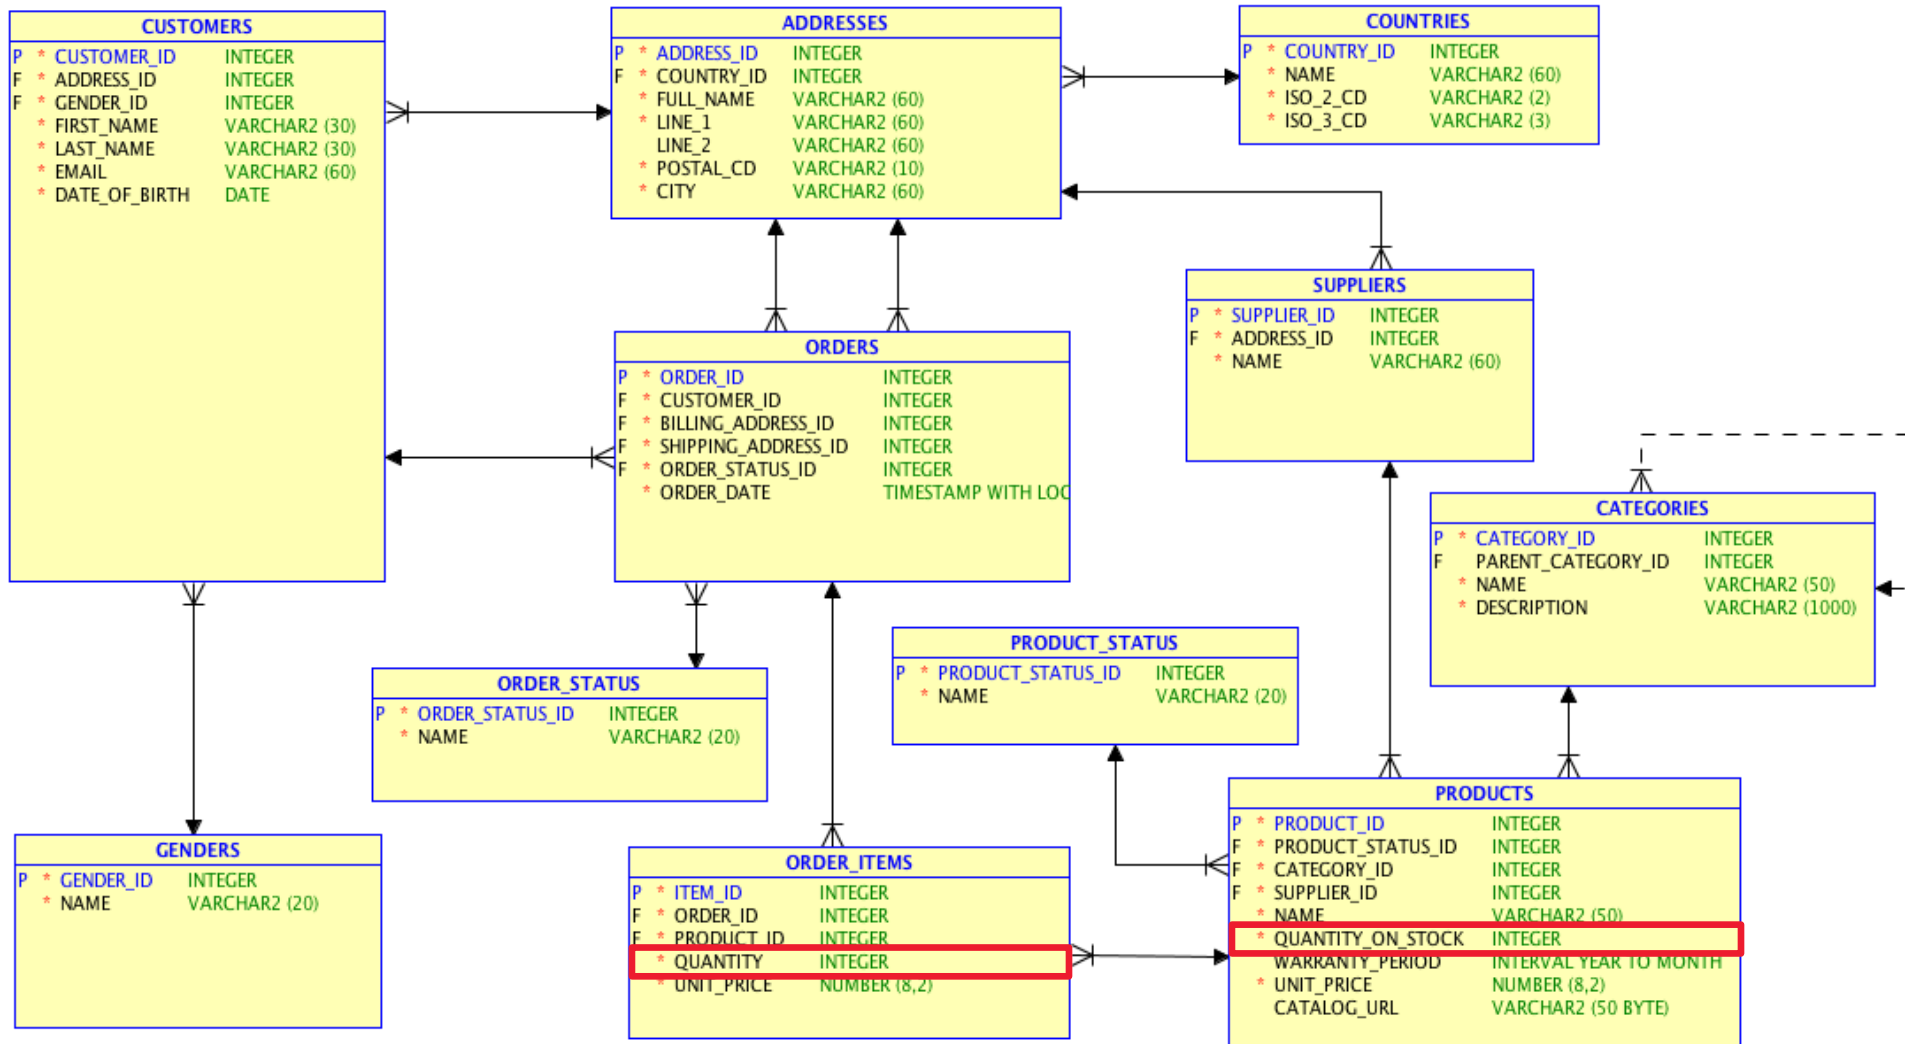 CUSTOMERS
P * CUSTOMER_ID INTEGER
F * ADDRESS_ID INTEGER
F * GENDER_ID INTEGER
* FIRST_NAME VARCHAR2 (30)
* LAST_NAME VARCHAR2 (30)
* EMAIL VARCHAR2 (60)
* DATE_OF_BIRTH DATE
ADDRESSES
P * ADDRESS_ID INTEGER
F * COUNTRY_ID INTEGER
* FULL_NAME VARCHAR2 (60)
* LINE_1 VARCHAR2 (60)
LINE_2 VARCHAR2 (60)
* POSTAL_CD VARCHAR2 (10)
* CITY VARCHAR2 (60)
COUNTRIES
P * COUNTRY_ID INTEGER
* NAME VARCHAR2 (60)
* ISO_2_CD VARCHAR2 (2)
* ISO_3_CD VARCHAR2 (3)
SUPPLIERS
P * SUPPLIER_ID INTEGER
F * ADDRESS_ID INTEGER
* NAME VARCHAR2 (60)
ORDERS
P * ORDER_ID INTEGER
F * CUSTOMER_ID INTEGER
F * BILLING_ADDRESS_ID INTEGER
F * SHIPPING_ADDRESS_ID INTEGER
F * ORDER_STATUS_ID INTEGER
* ORDER_DATE TIMESTAMP WITH LOC
CATEGORIES
P * CATEGORY_ID INTEGER
F PARENT_CATEGORY_ID INTEGER
* NAME VARCHAR2 (50)
* DESCRIPTION VARCHAR2 (1000)
PRODUCT_STATUS
P * PRODUCT_STATUS_ID INTEGER
* NAME VARCHAR2 (20)
ORDER_STATUS
P * ORDER_STATUS_ID INTEGER
* NAME VARCHAR2 (20)
GENDERS
P * GENDER_ID INTEGER
* NAME VARCHAR2 (20)
ORDER_ITEMS
P * ITEM_ID INTEGER
F * ORDER_ID INTEGER
F * PRODUCT_ID INTEGER
* QUANTITY INTEGER
* UNIT_PRICE NUMBER (8,2)
PRODUCTS
P * PRODUCT_ID INTEGER
F * PRODUCT_STATUS_ID INTEGER
F * CATEGORY_ID INTEGER
F * SUPPLIER_ID INTEGER
* NAME VARCHAR2 (50)
* QUANTITY_ON_STOCK INTEGER
WARRANTY_PERIOD INTERVAL YEAR TO MONTH
* UNIT_PRICE NUMBER (8,2)
CATALOG_URL VARCHAR2 (50 BYTE)